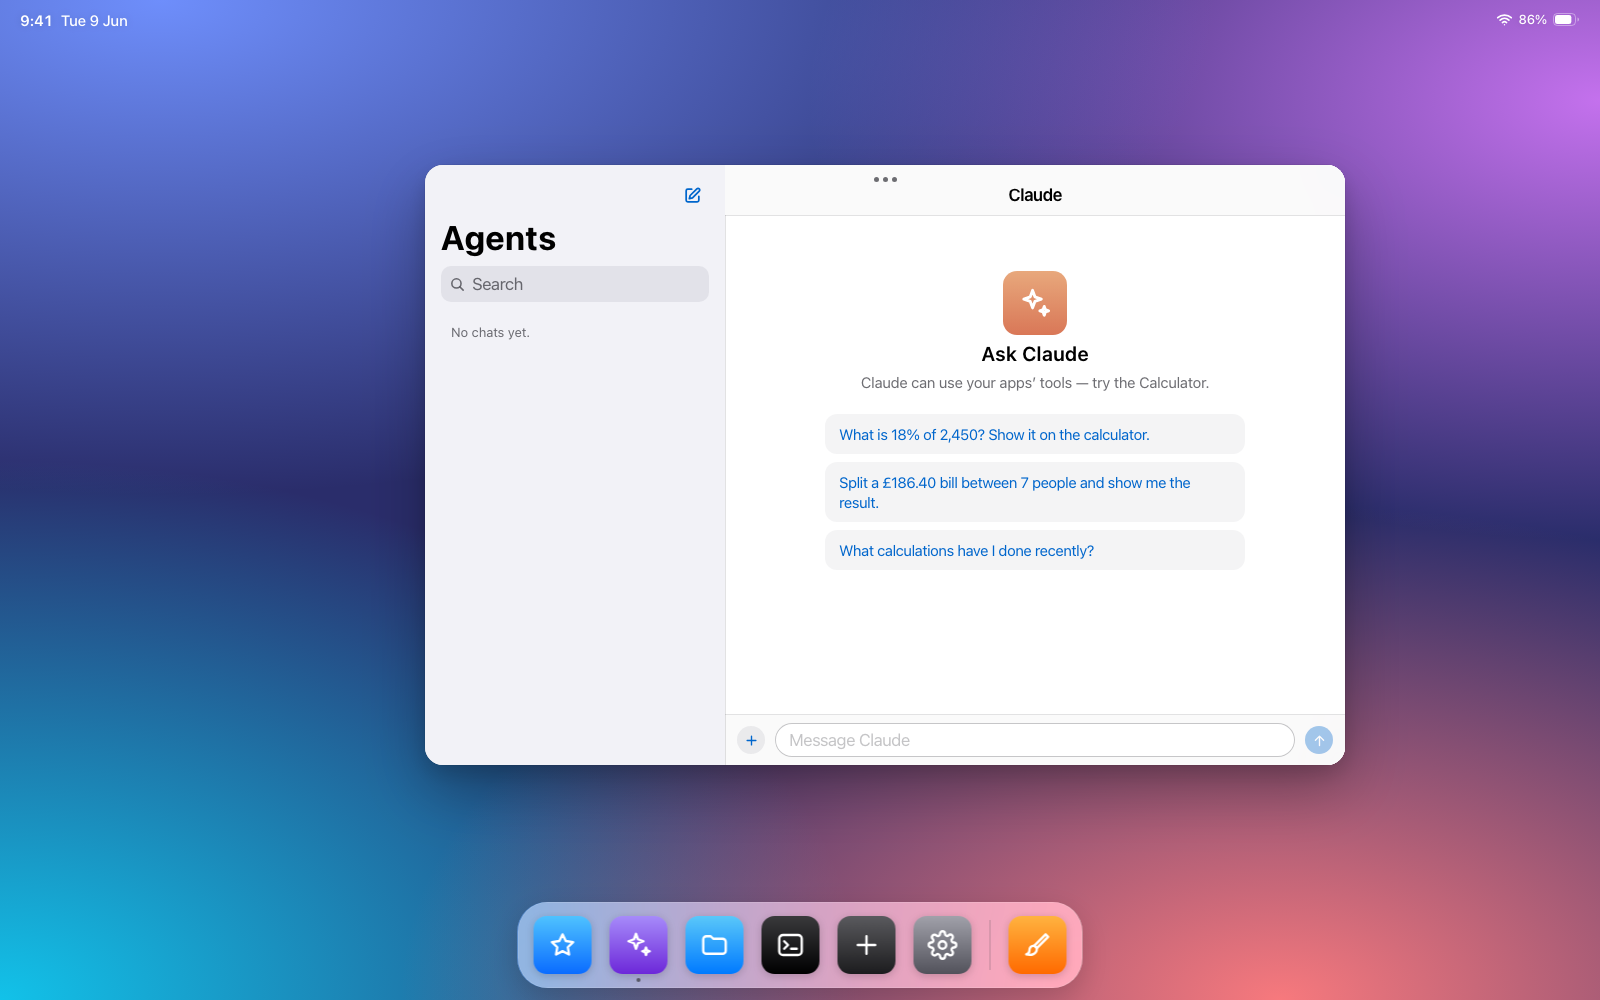 9:41 Tue 9 Jun
86%
Agents
Search
No chats yet.
Claude
Ask Claude
Claude can use your apps’ tools — try the Calculator.
What is 18% of 2,450? Show it on the calculator.
Split a £186.40 bill between 7 people and show me the
result.
What calculations have I done recently?
Message Claude